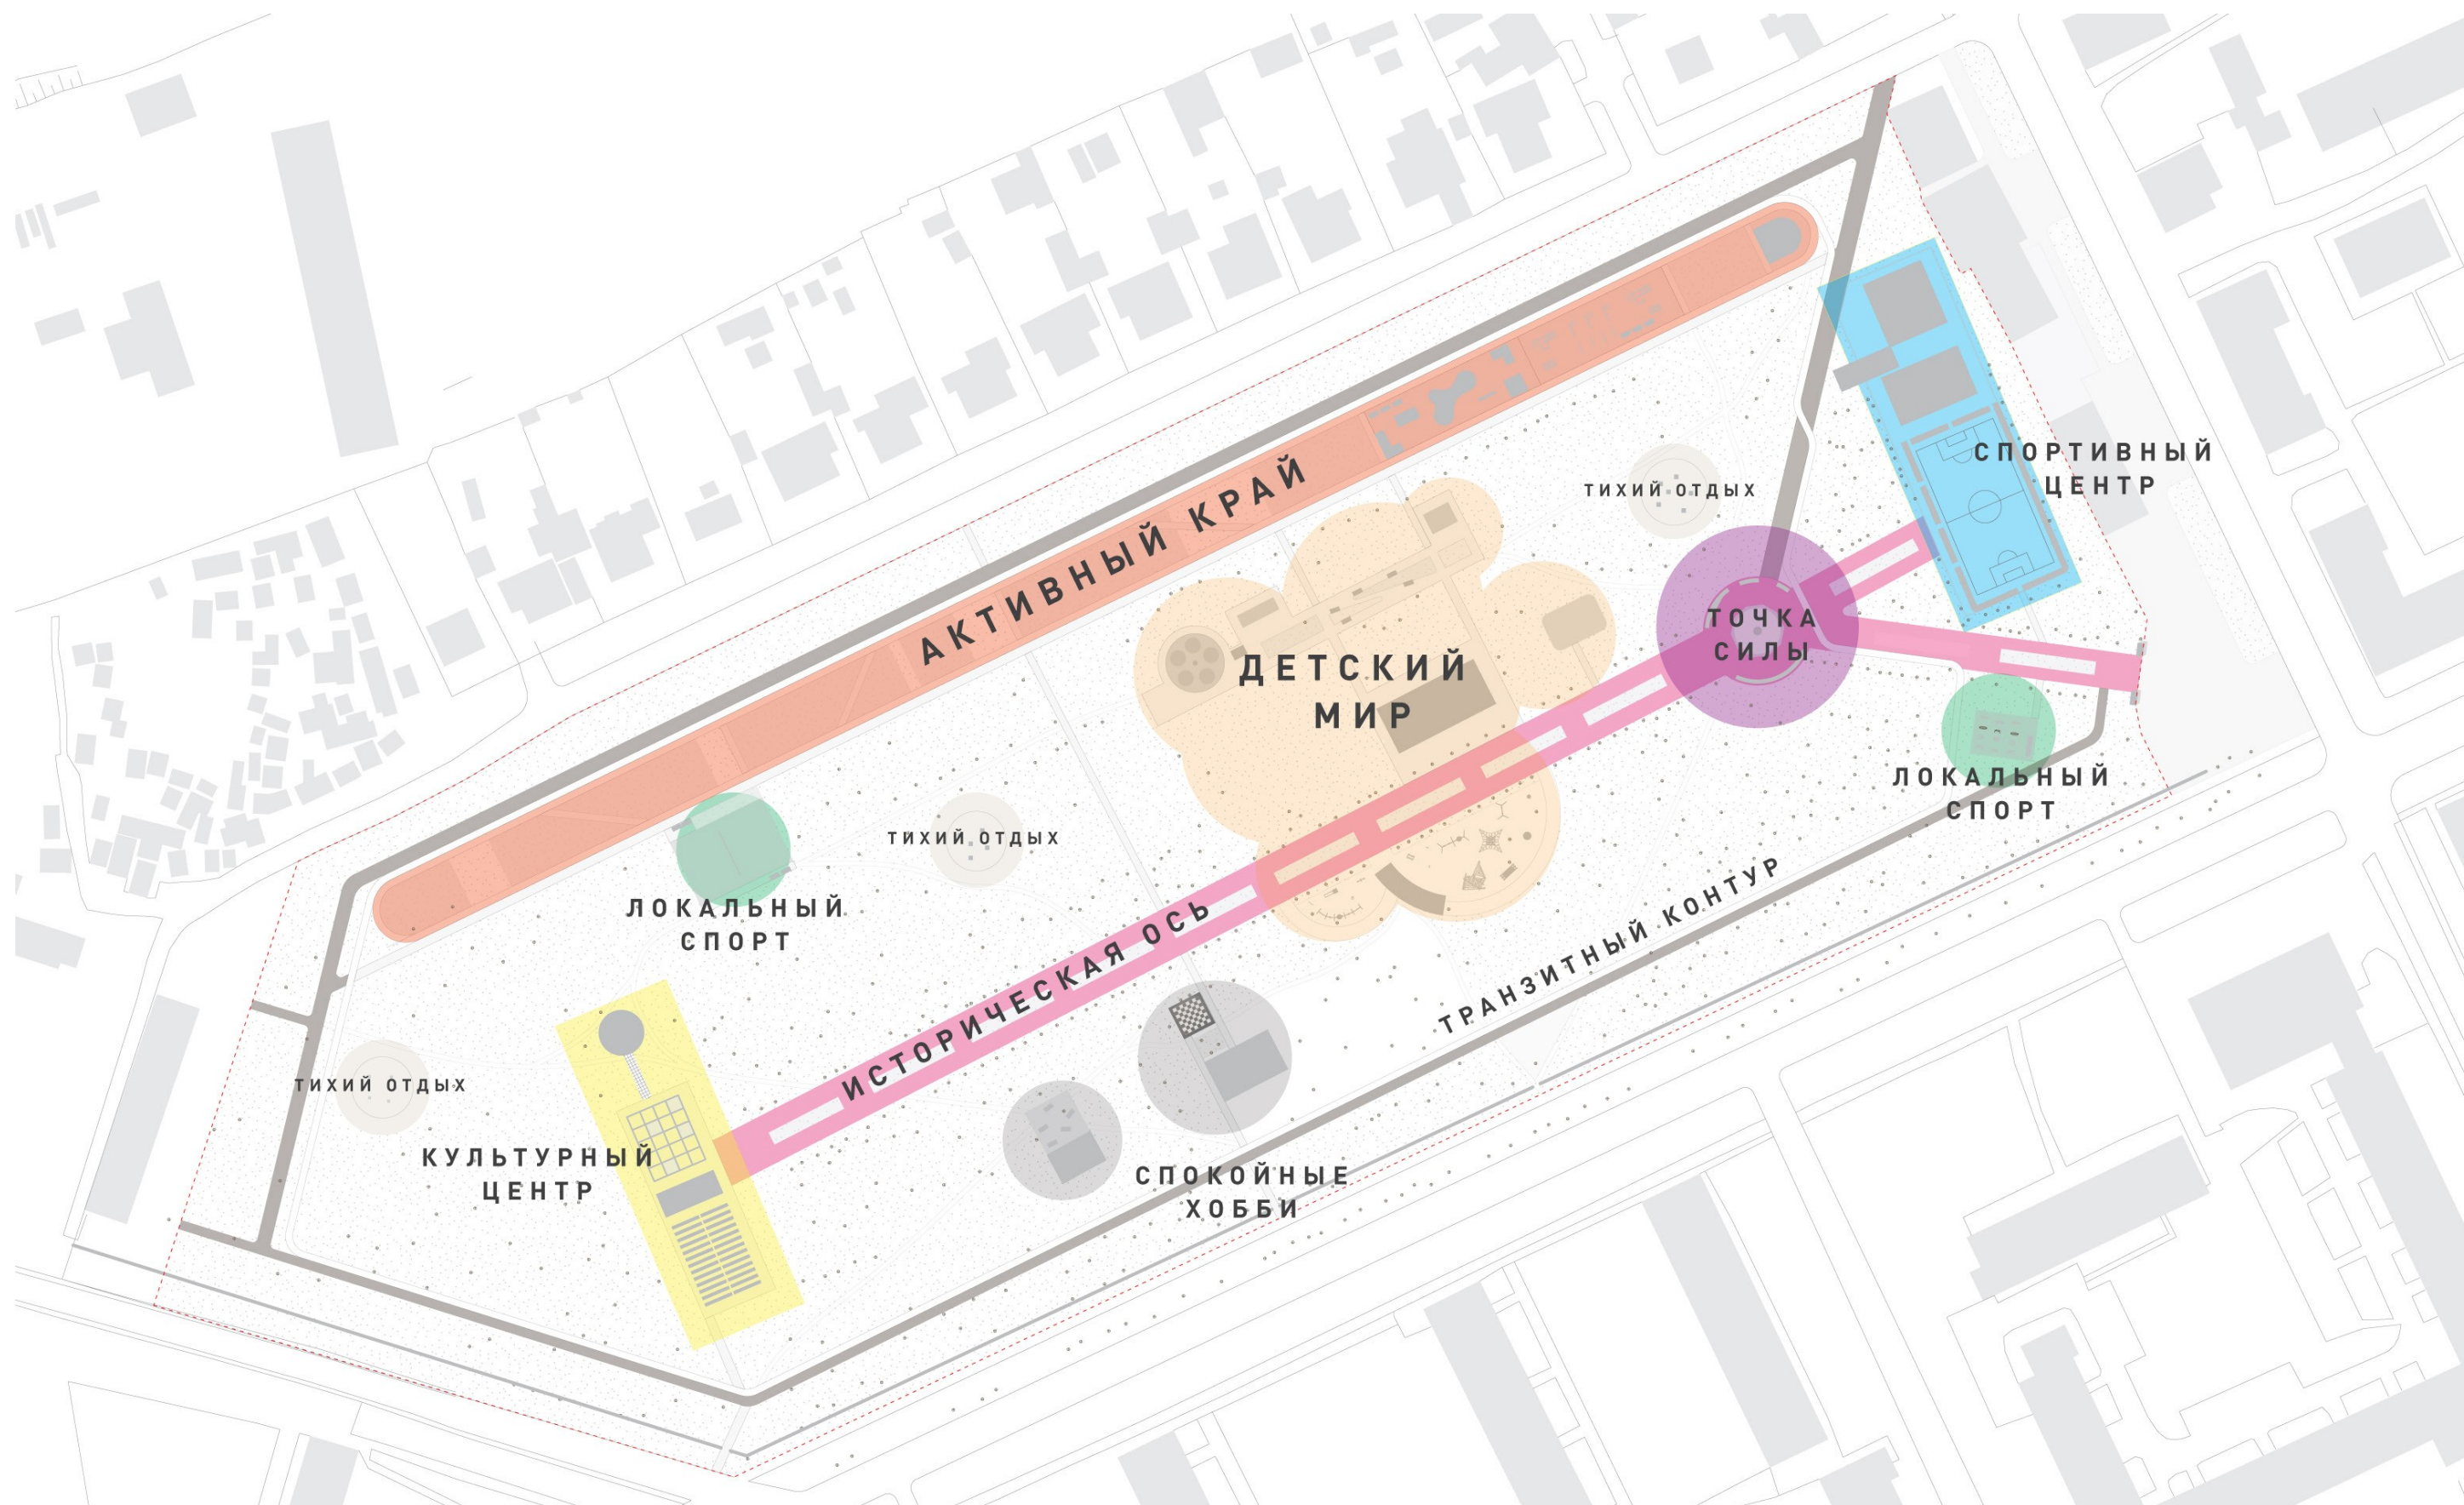 АКТИВНЫЙ КРАЙ
СПОРТИВНЫЙ
ЦЕНТР
ТИХИЙ ОТДЫХ
ТОЧКА
СИЛЫ
ДЕТСКИЙ
МИР
ЛОКАЛЬНЫЙ
СПОРТ
ТИХИЙ ОТДЫХ
ЛОКАЛЬНЫЙ
СПОРТ
ИСТОРИЧЕСКАЯ ОСЬ
ТРАНЗИТНЫЙ КОНТУР
ТИХИЙ ОТДЫХ
КУЛЬТУРНЫЙ
ЦЕНТР
СПОКОЙНЫЕ
ХОББИ